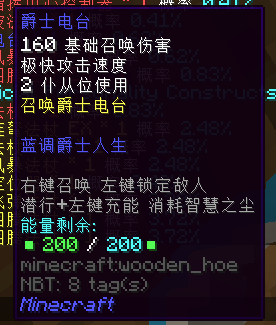 爵士电台
160 基础召唤伤害
极快攻击速度
2 仆从位使用
召唤爵士电台
蓝调爵士人生
右键召唤 左键锁定敌人
潜行+左键充能 消耗智慧之尘
能量剩余:
200 / 200
minecraft:wooden_hoe
NBT: 8 tag(s)
Minecraft